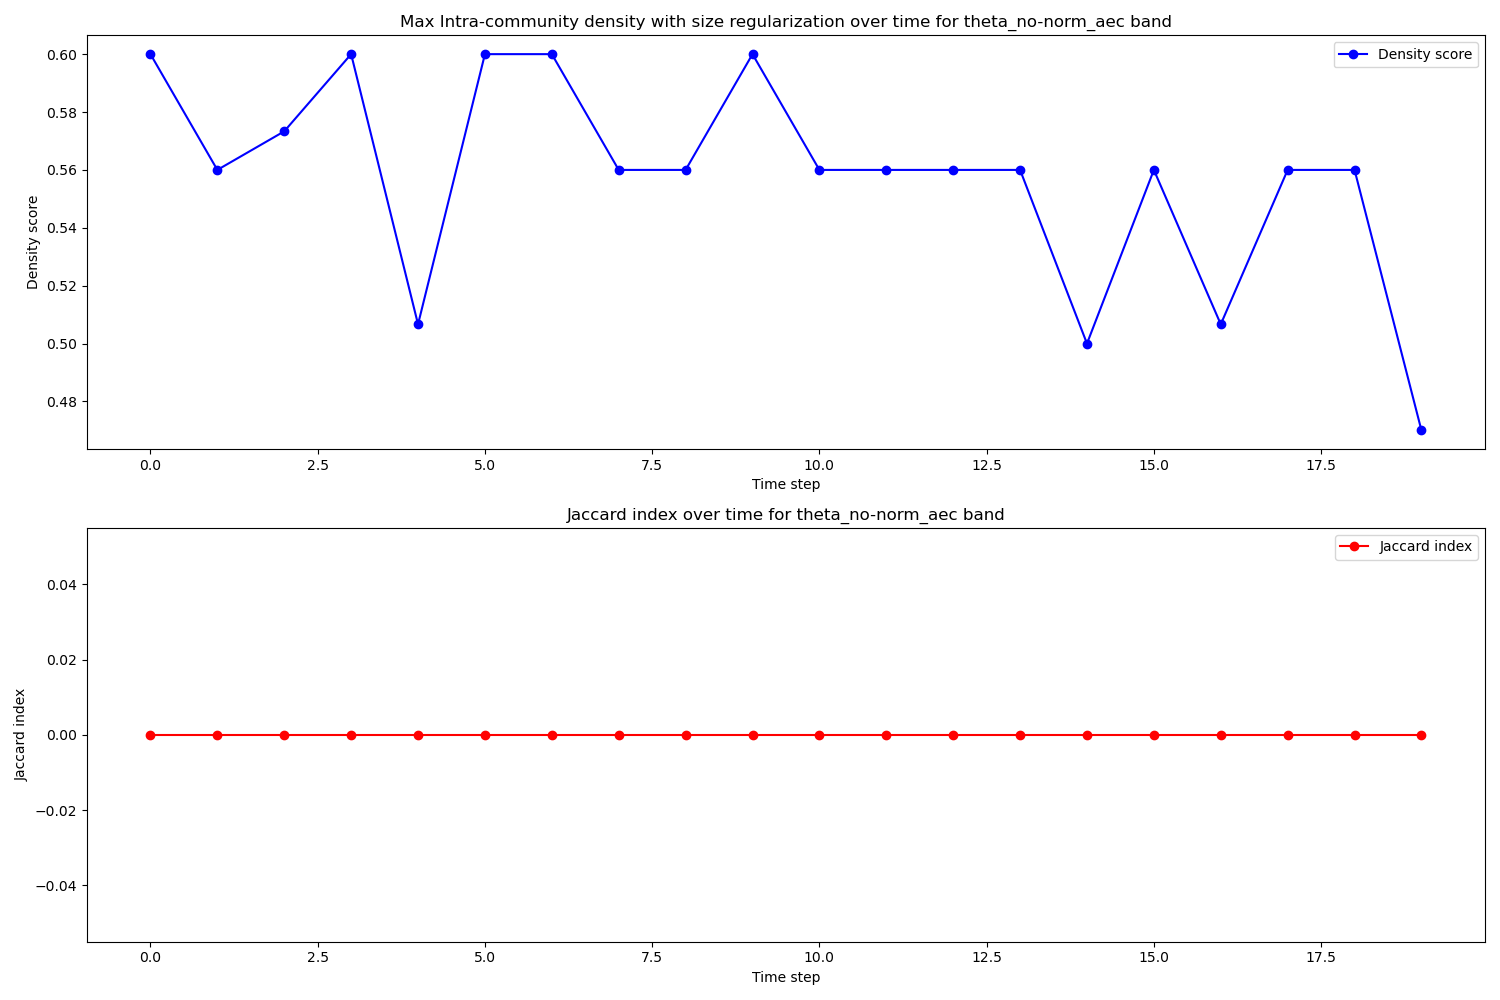 Max Intra-community density with size regularization over time for theta_no-norm_aec band
Density score
0.60
0.58
0.56
0.54
0.52
0.50
0.48
Density score
0.0 2.5 5.0 7.5 10.0 12.5 15.0 17.5
Time step
Jaccard index over time for theta_no-norm_aec band
Jaccard index
0.04
0.02
0.00
−0.02
−0.04
Jaccard index
0.0 2.5 5.0 7.5 10.0 12.5 15.0 17.5
Time step